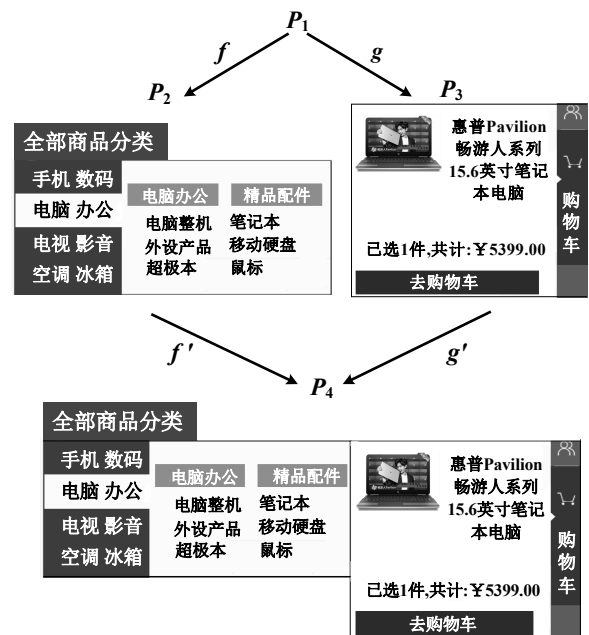 P1
f
g
P2
P3
全部商品分类
手机 数码
电脑 办公
电视 影音
空调 冰箱
电脑办公 精品配件
电脑整机 笔记本
外设产品 移动硬盘
超极本 鼠标
惠普Pavilion
畅游人系列
15.6英寸笔记
本电脑
已选1件,共计:￥5399.00
去购物车
购
物
车
f′
g′
P4
全部商品分类
手机 数码
电脑 办公
电视 影音
空调 冰箱
电脑办公 精品配件
电脑整机 笔记本
外设产品 移动硬盘
超极本 鼠标
惠普Pavilion
畅游人系列
15.6英寸笔记
本电脑
已选1件,共计:￥5399.00
去购物车
购
物
车